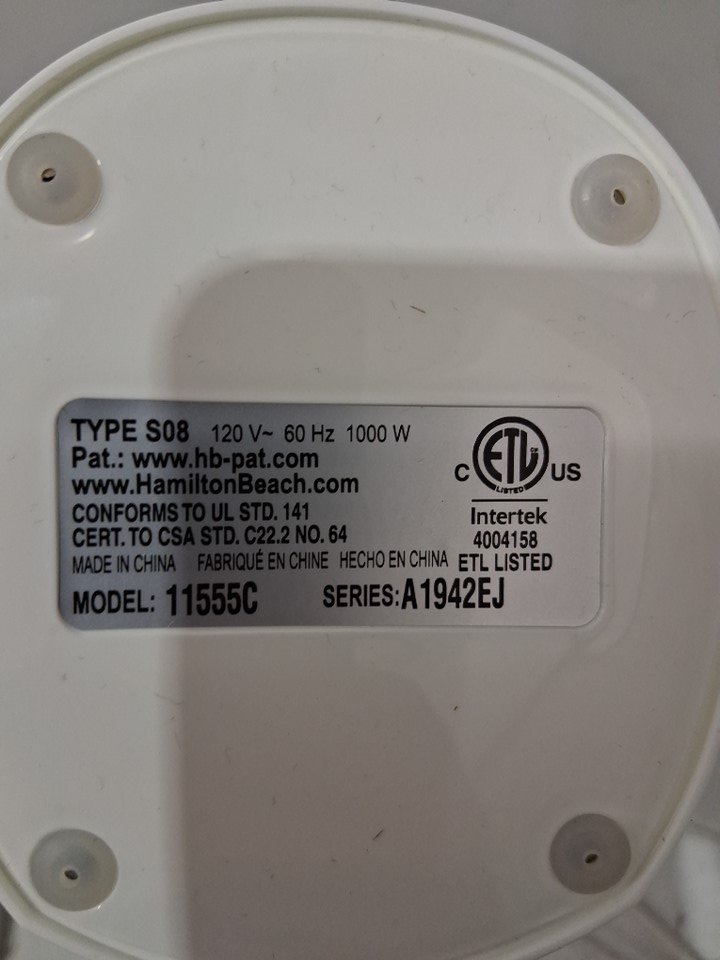 TYPE S08 120 V~ 60 Hz 1000 W
Pat.: www.hb-pat.com
www.HamiltonBeach.com
CONFORMS TO UL STD. 141
CERT. TO CSA STD. C22.2 NO. 64
MADE IN CHINA FABRIQUÉ EN CHINE HECHO EN CHINA
MODEL: 11555C SERIES: A1942EJ
C ETL US
LISTED
Intertek
4004158
ETL LISTED